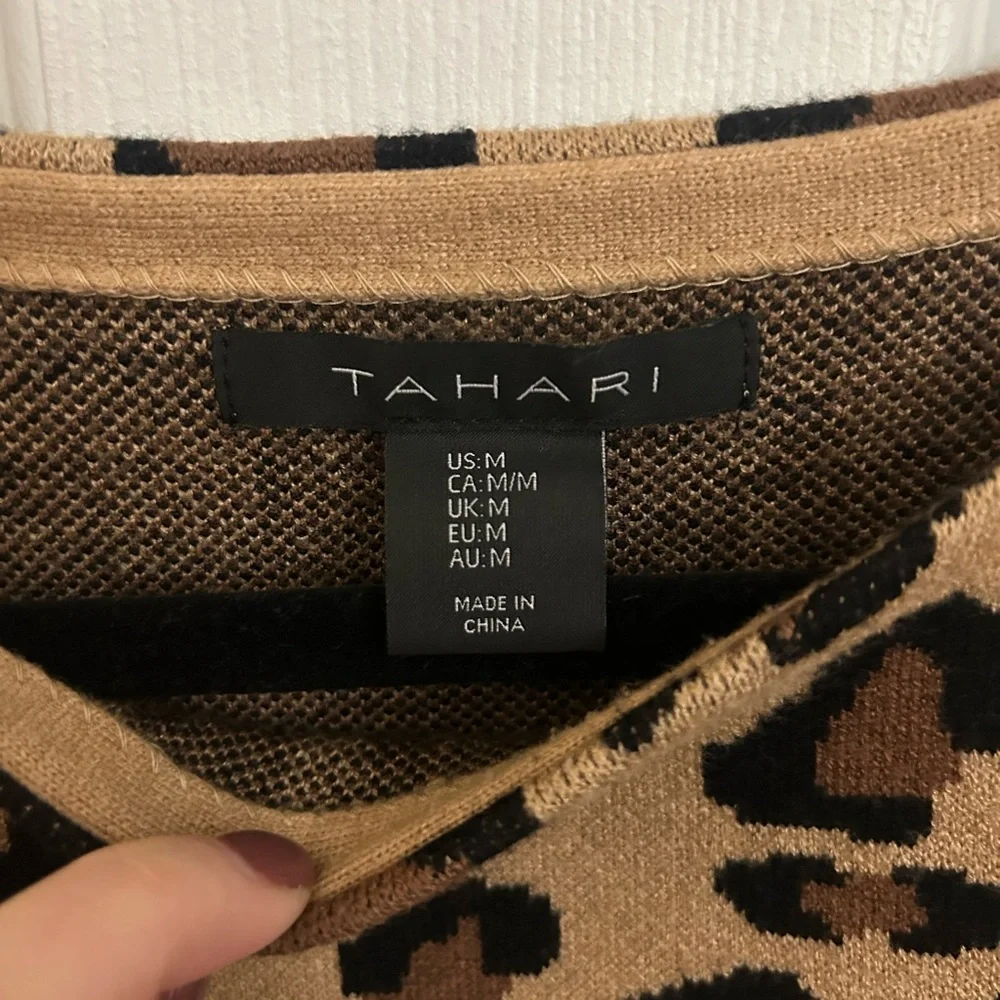 TAHARI
US: M
CA: M/M
UK: M
EU: M
AU: M
MADE IN
CHINA